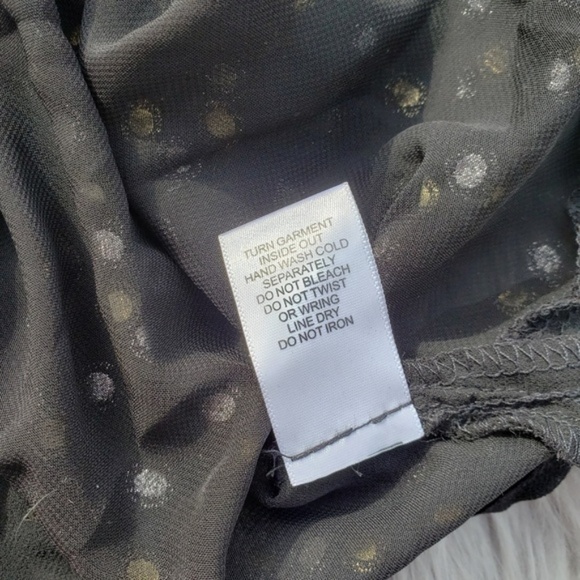 TURN GARMENT
INSIDE OUT
HAND WASH COLD
SEPARATELY
DO NOT BLEACH
DO NOT TWIST
OR WRING
LINE DRY
DO NOT IRON